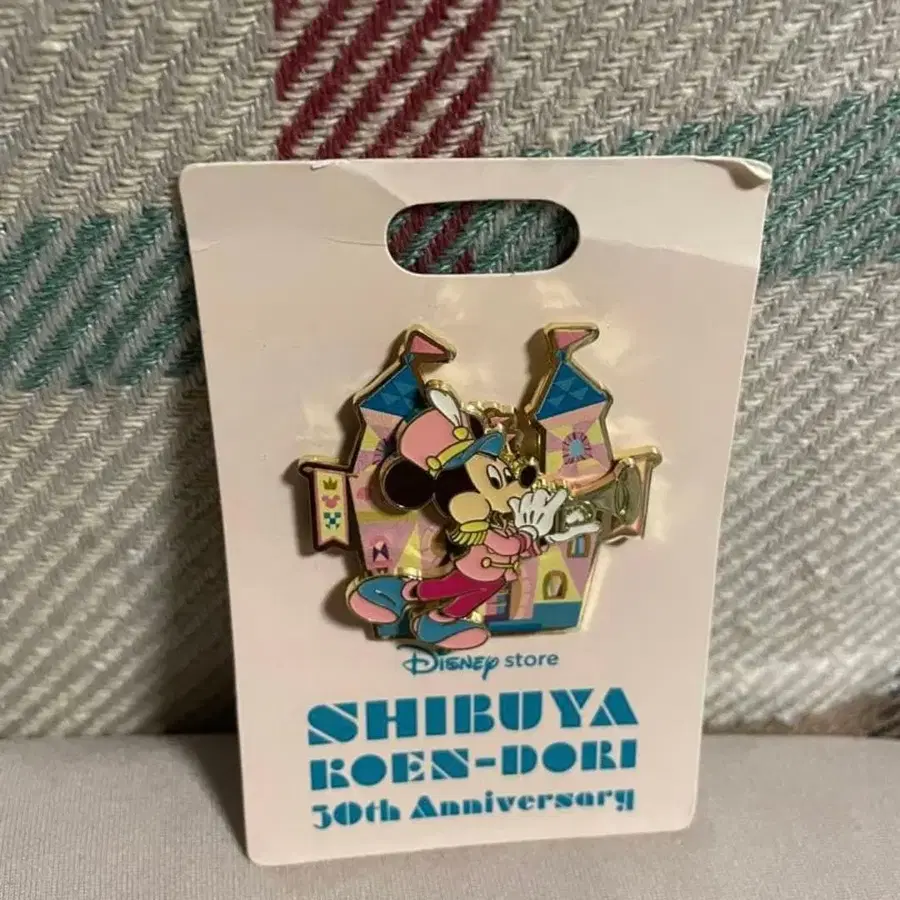 Disney store
SHIBUYA
KOEN-DORI
30th Anniversary